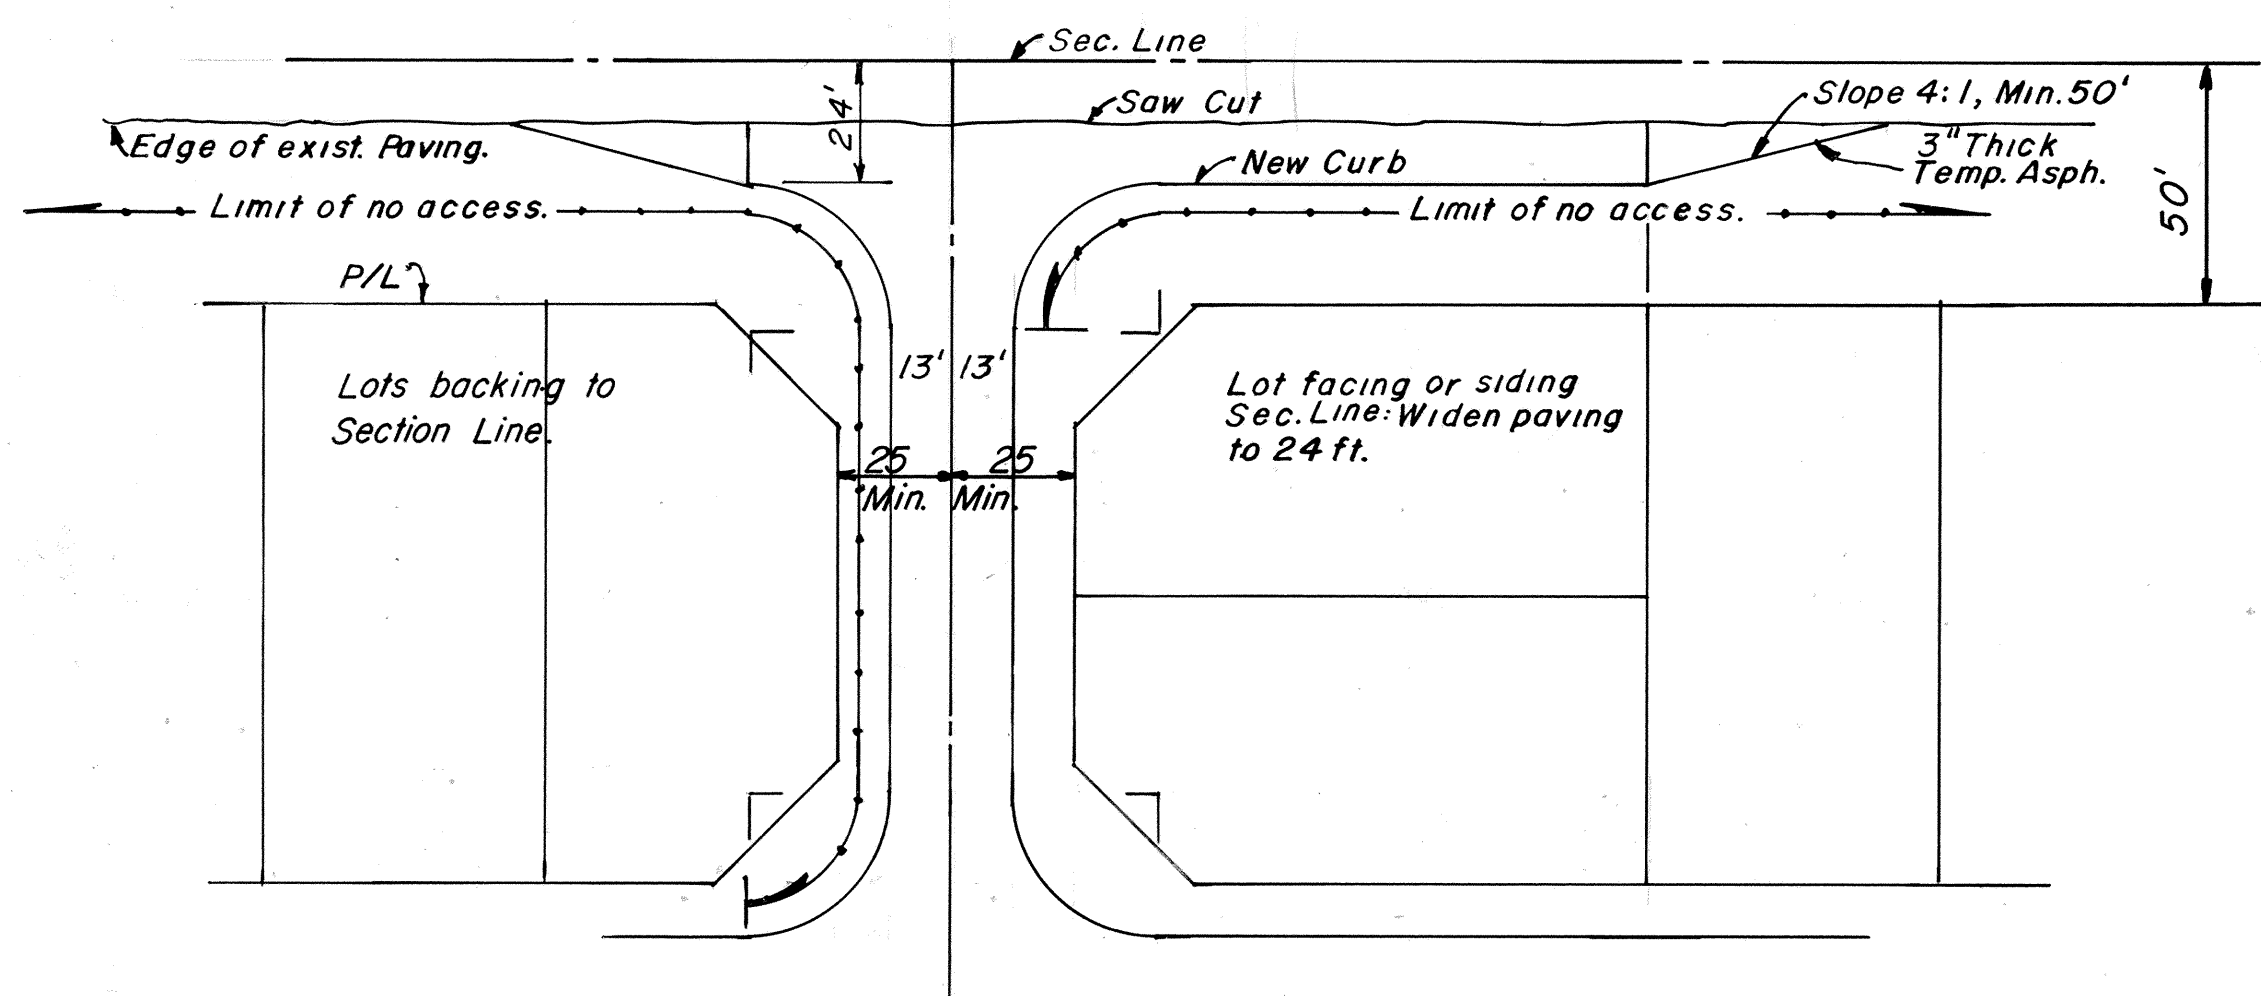 Sec. Line
Saw Cut
Slope 4:1, Min. 50'
24'
Edge of exist. Paving.
New Curb
3" Thick
Temp. Asph.
Limit of no access.
Limit of no access.
50'
P/L
13' 13'
Lots backing to
Section Line.
Lot facing or siding
Sec. Line: Widen paving
to 24 ft.
25 25
Min. Min.